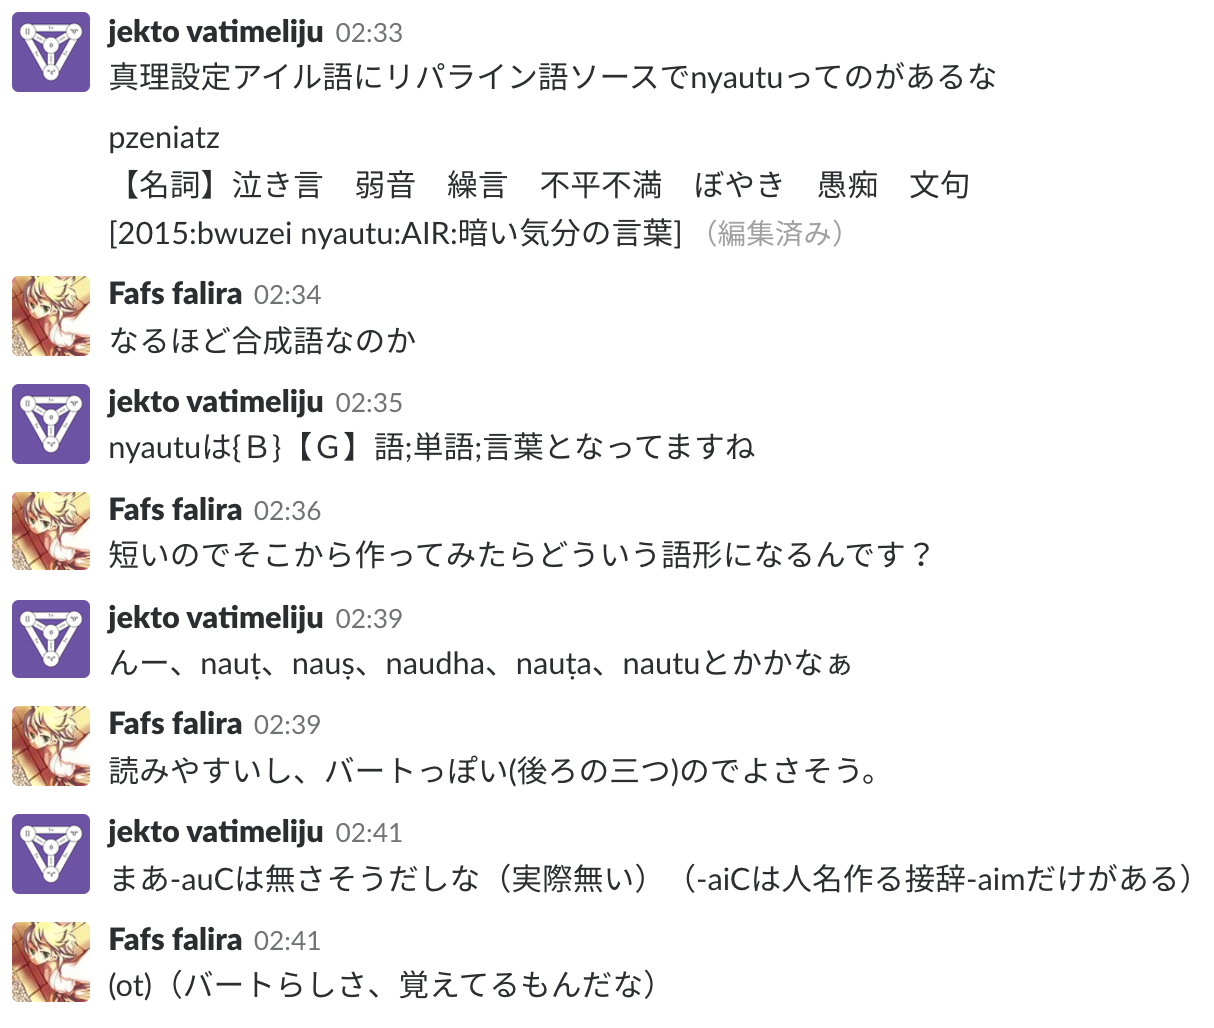 jekto vatimeliju 02:33
真理設定アイル語にリパライン語ソースでnyautuってのがあるな
pzeniatz
【名詞】泣き言　弱音　繰言　不平不満　ぼやき　愚痴　文句
[2015:bwuzei nyautu:AIR:暗い気分の言葉] （編集済み）
Fafs falira 02:34
なるほど合成語なのか
jekto vatimeliju 02:35
nyautuは{Ｂ}【Ｇ】語;単語;言葉となってますね
Fafs falira 02:36
短いのでそこから作ってみたらどういう語形になるんです？
jekto vatimeliju 02:39
んー、nauṭ、nauṣ、naudha、nauṭa、nautuとかかなぁ
Fafs falira 02:39
読みやすいし、バートっぽい(後ろの三つ)のでよさそう。
jekto vatimeliju 02:41
まあ-auCは無さそうだしな（実際無い）（-aiCは人名作る接辞-aimだけがある）
Fafs falira 02:41
(ot)（バートらしさ、覚えてるもんだな）